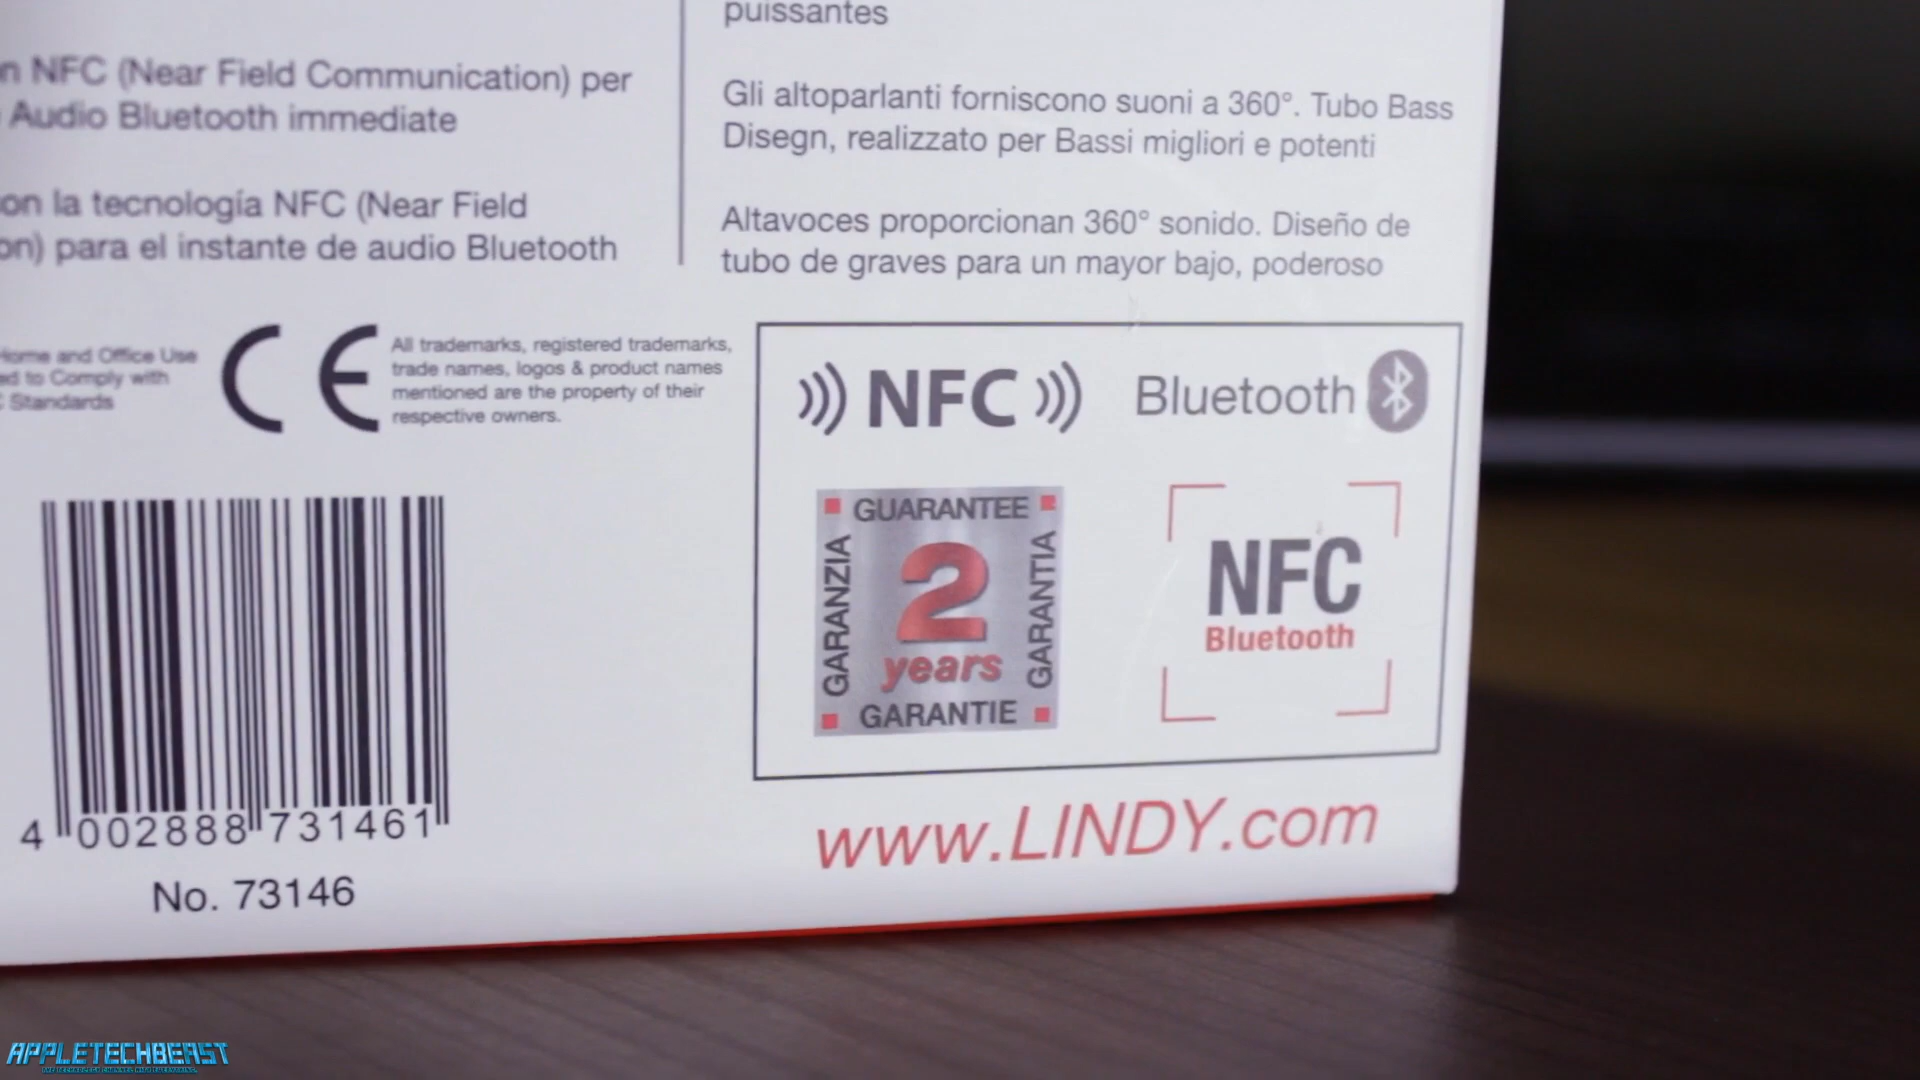 puissantes
n NFC (Near Field Communication) per
Audio Bluetooth immediate
on la tecnología NFC (Near Field
on) para el instante de audio Bluetooth
Gli altoparlanti forniscono suoni a 360°. Tubo Bass
Disegn, realizzato per Bassi migliori e potenti
Altavoces proporcionan 360° sonido. Diseño de
tubo de graves para un mayor bajo, poderoso
Home and Office Use
ed to Comply with
Standards
CE
All trademarks, registered trademarks,
trade names, logos & product names
mentioned are the property of their
respective owners.
NFC
Bluetooth
GUARANTEE
GARANZIA
2
years
GARANTIA
GARANTIE
NFC
Bluetooth
4 002888 731461
No. 73146
www.LINDY.com
APPLETECHBEAST